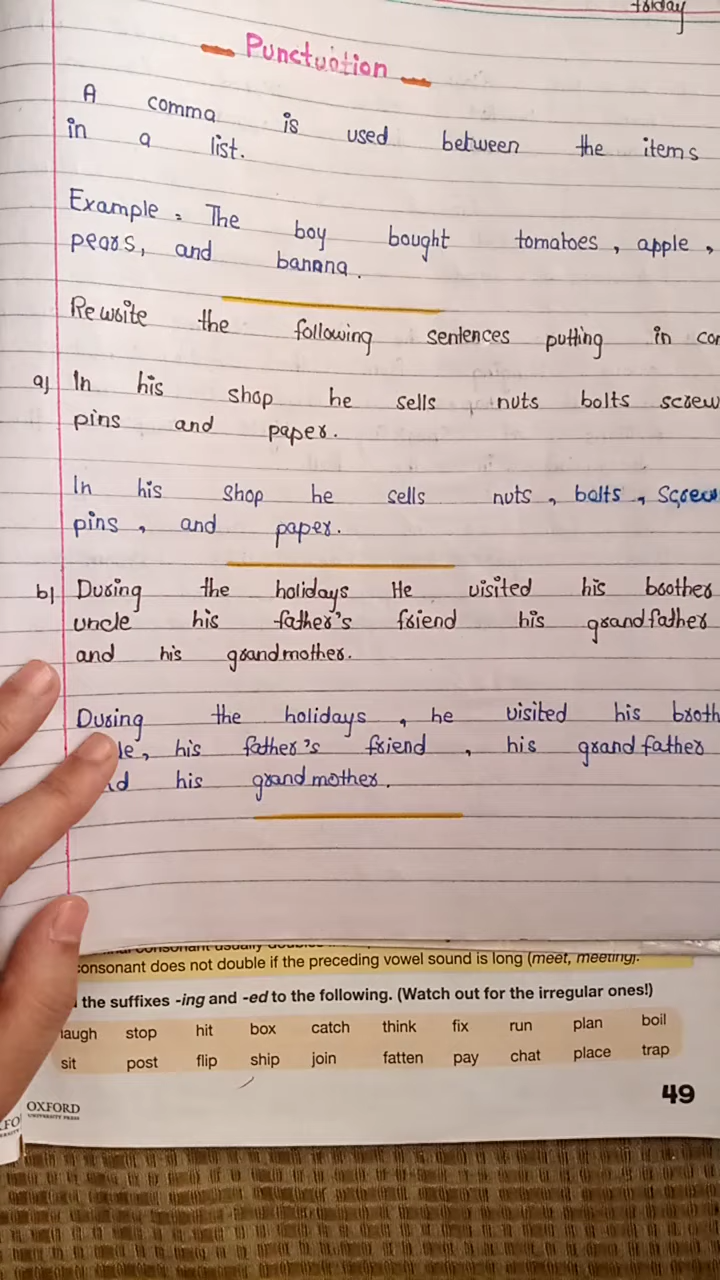 Punctuation
A comma is used between the items
in a list.
Example = The boy bought tomatoes, apple,
pears, and banana.
Rewrite the following sentences putting in
a) In his shop he sells nuts bolts screw
pins and paper.
In his shop he sells nuts, bolts, screw
pins, and paper.
b) During the holidays He visited his brother
uncle his father's friend his grandfather
and his grandmother.
During the holidays, he visited his
his father's friend, his grandfather
his grandmother.
consonant does not double if the preceding vowel sound is long (meet, meeting).
the suffixes -ing and -ed to the following. (Watch out for the irregular ones!)
laugh stop hit box catch think fix run plan boil
sit post flip ship join fatten pay chat place trap
49
OXFORD
UNIVERSITY PRESS